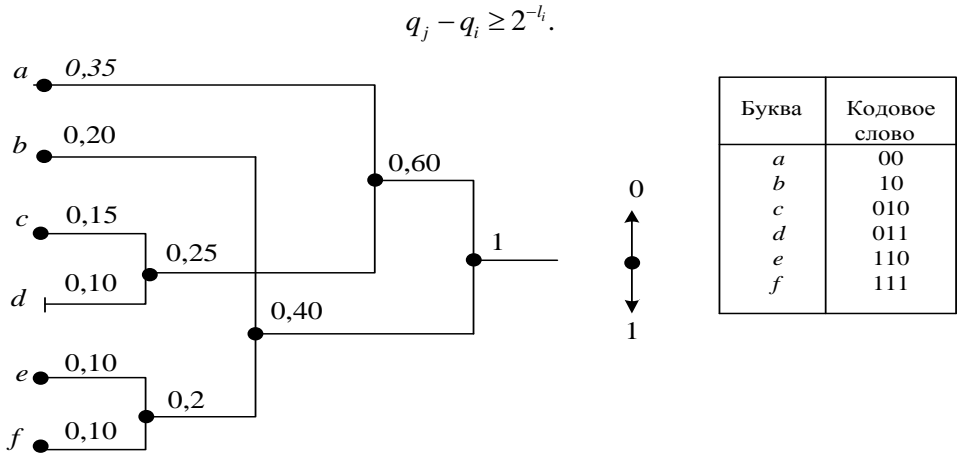 q_j − q_i ≥ 2^{−l_i}.
a 0,35
b 0,20
0,60
c 0,15
0,25
1
d 0,10
0,40
e 0,10
0,2
f 0,10
0
1
Буква Кодовое слово
a 00
b 10
c 010
d 011
e 110
f 111